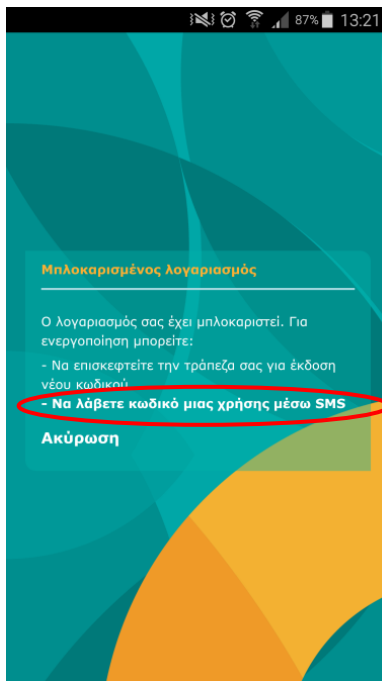 87% 13:21
Μπλοκαρισμένος λογαριασμός
Ο λογαριασμός σας έχει μπλοκαριστεί. Για
ενεργοποίηση μπορείτε:
- Να επισκεφτείτε την τράπεζα σας για έκδοση
νέου κωδικού
- Να λάβετε κωδικό μιας χρήσης μέσω SMS
Ακύρωση